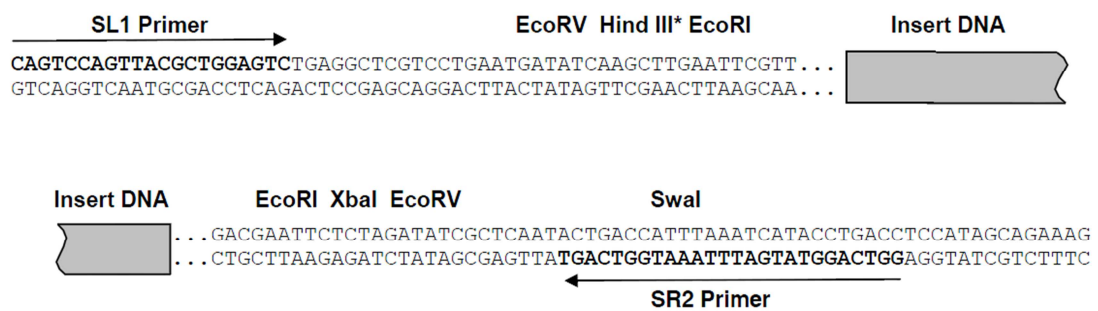 SL1 Primer EcoRV Hind III* EcoRI Insert DNA
CAGTCCAGTTACGCTGGAGTCTGAGGCTCGTCCTGAATGATATCAAGCTTGAATTCGTT...
GTCAGGTCAATGCGACCTCAGACTCCGAGCAGGACTTACTATAGTTCGAACTTAAGCAA...
Insert DNA EcoRI XbaI EcoRV SwaI
...GACGAATTCTCTAGATATCGCTCAATACTGACCATTTAAATCATACCTGACCTCCATAGCAGAAAG
CTGCTTAAGAGATCTATAGCGAGTTATGACTGGTAAATTTAGTATGGACTGGAGGTATCGTCTTTC
SR2 Primer